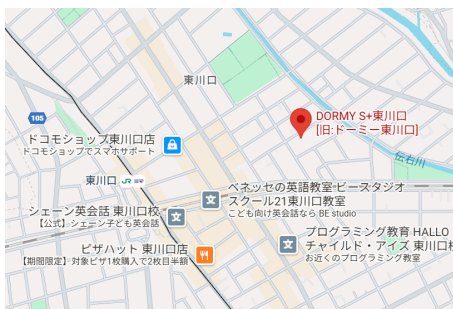 東川口
DORMY S+東川口
[旧:ドーミー東川口]
105
ドコモショップ東川口店
ドコモショップでスマホサポート
伝右川
東川口 JR
ベネッセの英語教室 ビースタジオ
スクール21東川口教室
こども向け英会話なら BE studio
シェーン英会話 東川口校
【公式】シェーン子ども英会話
プログラミング教育 HALLO
チャイルド・アイズ 東川口校
お近くのプログラミング教室
ピザハット 東川口店
【期間限定】対象ピザ1枚購入で2枚目半額